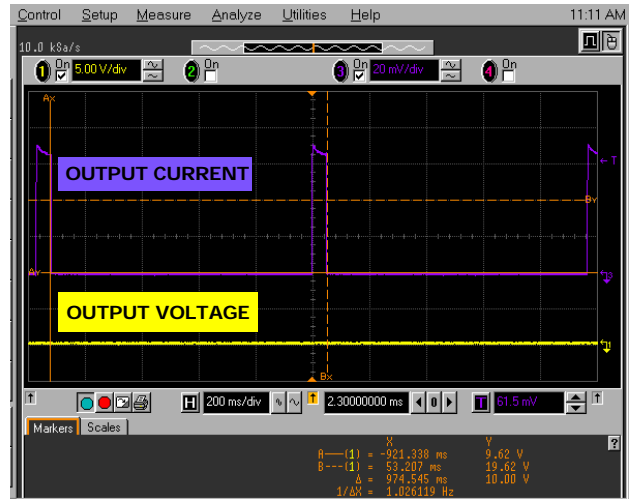 Control Setup Measure Analyze Utilities Help 11:11 AM
10.0 kSa/s
1 On 5.00 V/div 2 On 3 On 20 mV/div 4 On
Ax
T
OUTPUT CURRENT
By
Ay
3
OUTPUT VOLTAGE
1
Bx
H 200 ms/div 2.30000000 ms 0 T 61.5 mV
Markers Scales ?
X Y
A——(1) = -921.338 ms 9.62 V
B---(1) = 53.207 ms 19.62 V
Δ = 974.545 ms 10.00 V
1/ΔX = 1.026119 Hz